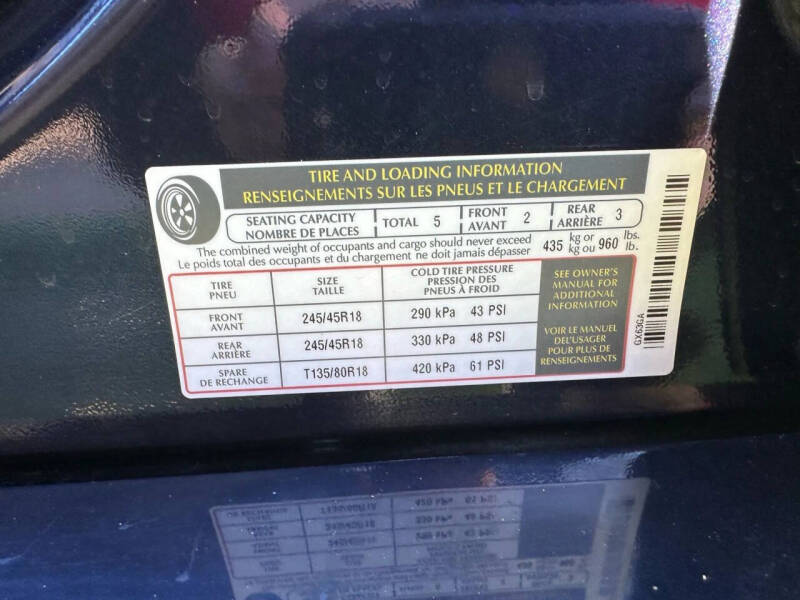 TIRE AND LOADING INFORMATION
RENSEIGNEMENTS SUR LES PNEUS ET LE CHARGEMENT
SEATING CAPACITY
NOMBRE DE PLACES
TOTAL 5
FRONT
AVANT 2
REAR
ARRIÈRE 3
The combined weight of occupants and cargo should never exceed
Le poids total des occupants et du chargement ne doit jamais dépasser
435 kg or 960 lbs.
kg ou lb.
TIRE
PNEU
SIZE
TAILLE
COLD TIRE PRESSURE
PRESSION DES
PNEUS À FROID
FRONT
AVANT
245/45R18
290 kPa 43 PSI
REAR
ARRIÈRE
245/45R18
330 kPa 48 PSI
SPARE
DE RECHANGE
T135/80R18
420 kPa 61 PSI
SEE OWNER'S
MANUAL FOR
ADDITIONAL
INFORMATION
VOIR LE MANUEL
DEL'USAGER
POUR PLUS DE
RENSEIGNEMENTS
GX63GA